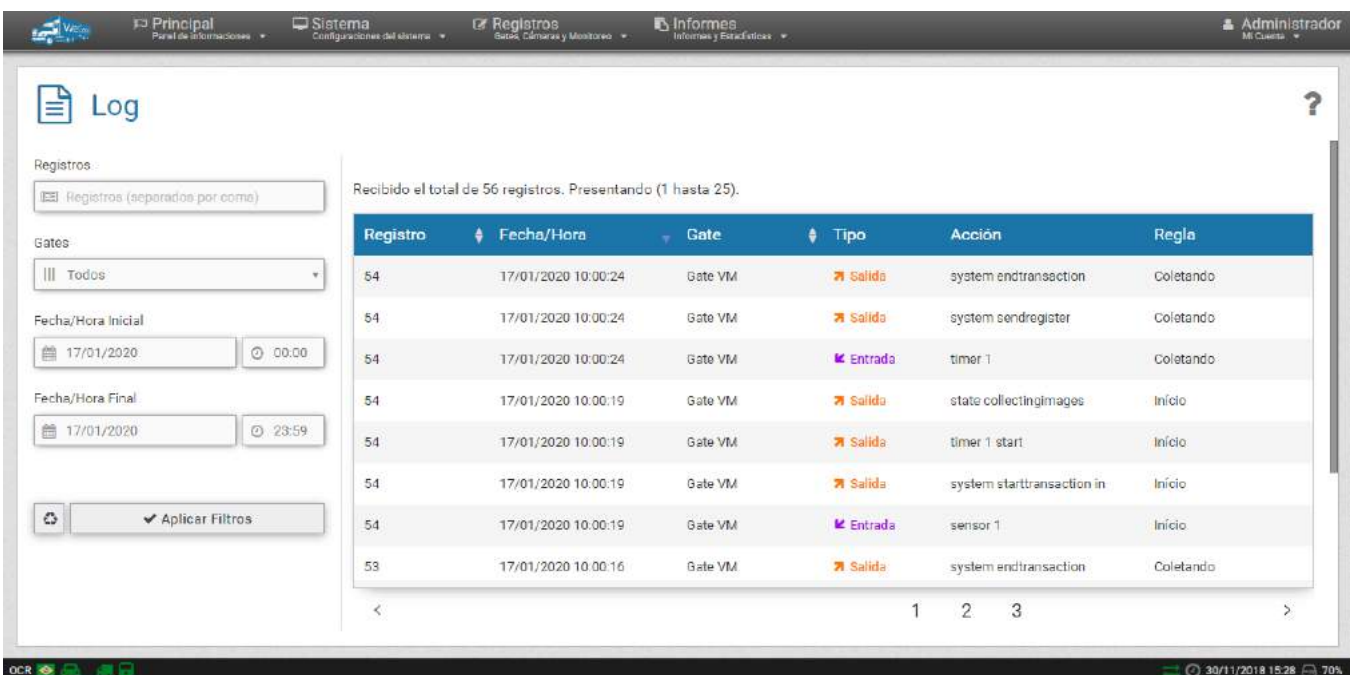 Principal
Panel de informaciones
Sistema
Configuraciones del sistema
Registros
Gates, Cámaras y Monitoreo
Informes
Informes y Estadísticas
Administrador
Mi Cuenta
Log
?
Registros
Registros (separados por coma)
Gates
Todos
Fecha/Hora Inicial
17/01/2020 00:00
Fecha/Hora Final
17/01/2020 23:59
Aplicar Filtros
Recibido el total de 56 registros. Presentando (1 hasta 25).
Registro Fecha/Hora Gate Tipo Acción Regla
54 17/01/2020 10:00:24 Gate VM Salida system endtransaction Coletando
54 17/01/2020 10:00:24 Gate VM Salida system sendregister Coletando
54 17/01/2020 10:00:24 Gate VM Entrada timer 1 Coletando
54 17/01/2020 10:00:19 Gate VM Salida state collectingimages Início
54 17/01/2020 10:00:19 Gate VM Salida timer 1 start Início
54 17/01/2020 10:00:19 Gate VM Salida system starttransaction in Início
54 17/01/2020 10:00:19 Gate VM Entrada sensor 1 Início
53 17/01/2020 10:00:16 Gate VM Salida system endtransaction Coletando
< 1 2 3 >
OCR 30/11/2018 15:28 70%